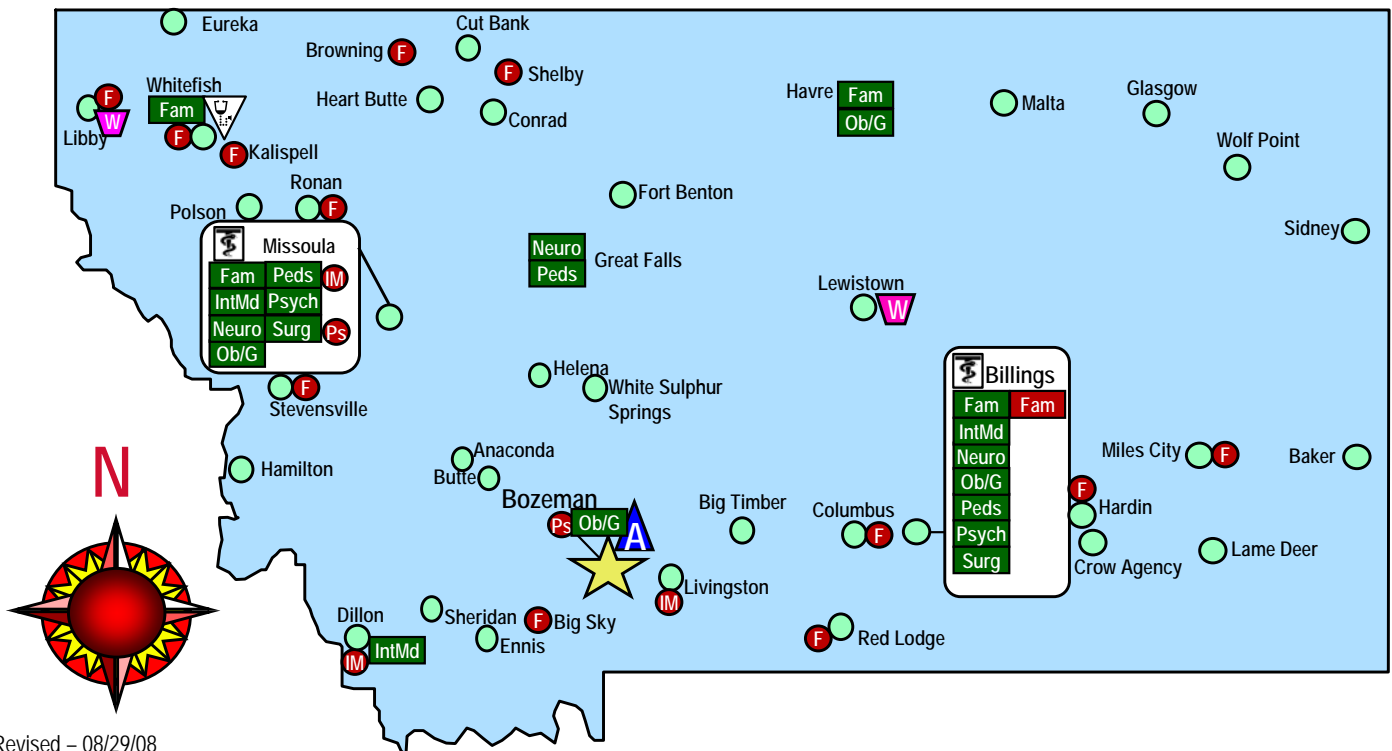 Eureka
Cut Bank
Browning F
F Shelby
Whitefish
Fam
F
W
Libby
Heart Butte
Conrad
Havre Fam
Ob/G
Malta
Glasgow
F
F Kalispell
Wolf Point
Ronan
F
Polson
Fort Benton
Sidney
Missoula
Fam Peds IM
IntMd Psych
Neuro Surg Ps
Ob/G
Neuro
Peds
Great Falls
Lewistown
W
Helena
White Sulphur
Springs
F
Stevensville
Billings
Fam Fam
IntMd
Neuro
Ob/G
Peds
Psych
Surg
Anaconda
Butte
Hamilton
Miles City F
Baker
N
Bozeman
Ps Ob/G A
Big Timber
Columbus
F
F
Hardin
Crow Agency
Lame Deer
Livingston
IM
Dillon
IM IntMd
Sheridan
Ennis
F Big Sky
F Red Lodge
Revised – 08/29/08